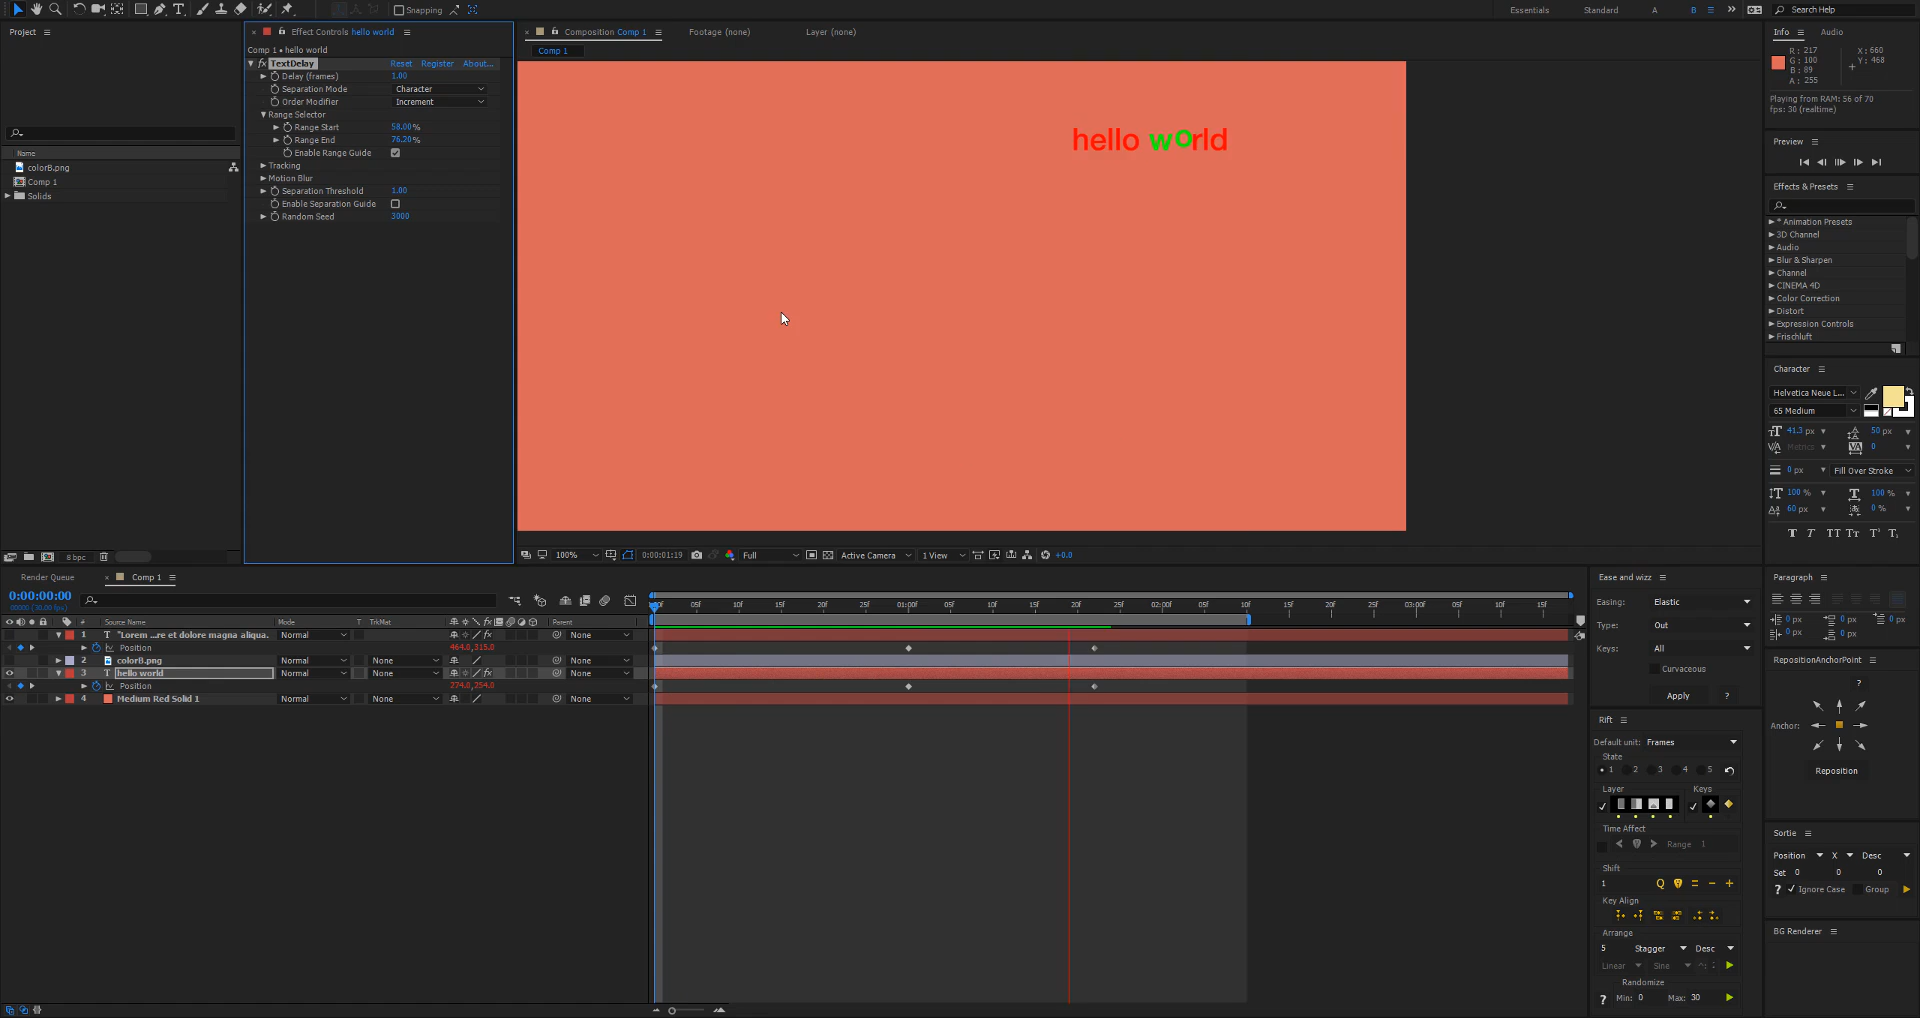 Snapping
Essentials
Standard
A
B
Search Help
Project
Name
colorB.png
Comp 1
Solids
8 bpc
Effect Controls hello world
Comp 1 • hello world
fx TextDelay Reset Register About...
Delay (frames) 1.00
Separation Mode Character
Order Modifier Increment
Range Selector
Range Start 58.00%
Range End 76.20%
Enable Range Guide
Tracking
Motion Blur
Separation Threshold 1.00
Enable Separation Guide
Random Seed 3000
Composition Comp 1
Footage (none)
Layer (none)
Comp 1
hello world
100%
0:00:01:19
Full
Active Camera
1 View
+0.0
Info
Audio
R: 217
G: 100
B: 89
A: 255
X: 660
Y: 468
Playing from RAM: 56 of 70
fps: 30 (realtime)
Preview
Effects & Presets
* Animation Presets
3D Channel
Audio
Blur & Sharpen
Channel
CINEMA 4D
Color Correction
Distort
Expression Controls
Frischluft
Character
Helvetica Neue L...
65 Medium
41.3 px
50 px
Metrics
0
0 px
Fill Over Stroke
100 %
100 %
60 px
0 %
T T TT Tr T¹ T₁
Render Queue
Comp 1
0:00:00:00
00000 (30.00 fps)
# Source Name Mode T TrkMat Parent
1 T "Lorem ...re et dolore magna aliqua. Normal None
Position 464.0,315.0
2 colorB.png Normal None None
3 T hello world Normal None None
Position 274.0,254.0
4 Medium Red Solid 1 Normal None None
05f 10f 15f 20f 25f 01:00f 05f 10f 15f 20f 25f 02:00f 05f 10f 15f 20f 25f 03:00f 05f 10f 15f
Ease and wizz
Easing: Elastic
Type: Out
Keys: All
Curvaceous
Apply ?
Rift
Default unit: Frames
State
1 2 3 4 5
Layer Keys
Time Affect
Range 1
Shift
1
Key Align
Arrange
5 Stagger Desc
Linear Sine
Randomize
? Min: 0 Max: 30
Paragraph
0 px 0 px 0 px
0 px 0 px
RepositionAnchorPoint
?
Anchor:
Reposition
Sortie
Position X Desc
Set 0 0 0
? Ignore Case Group
BG Renderer